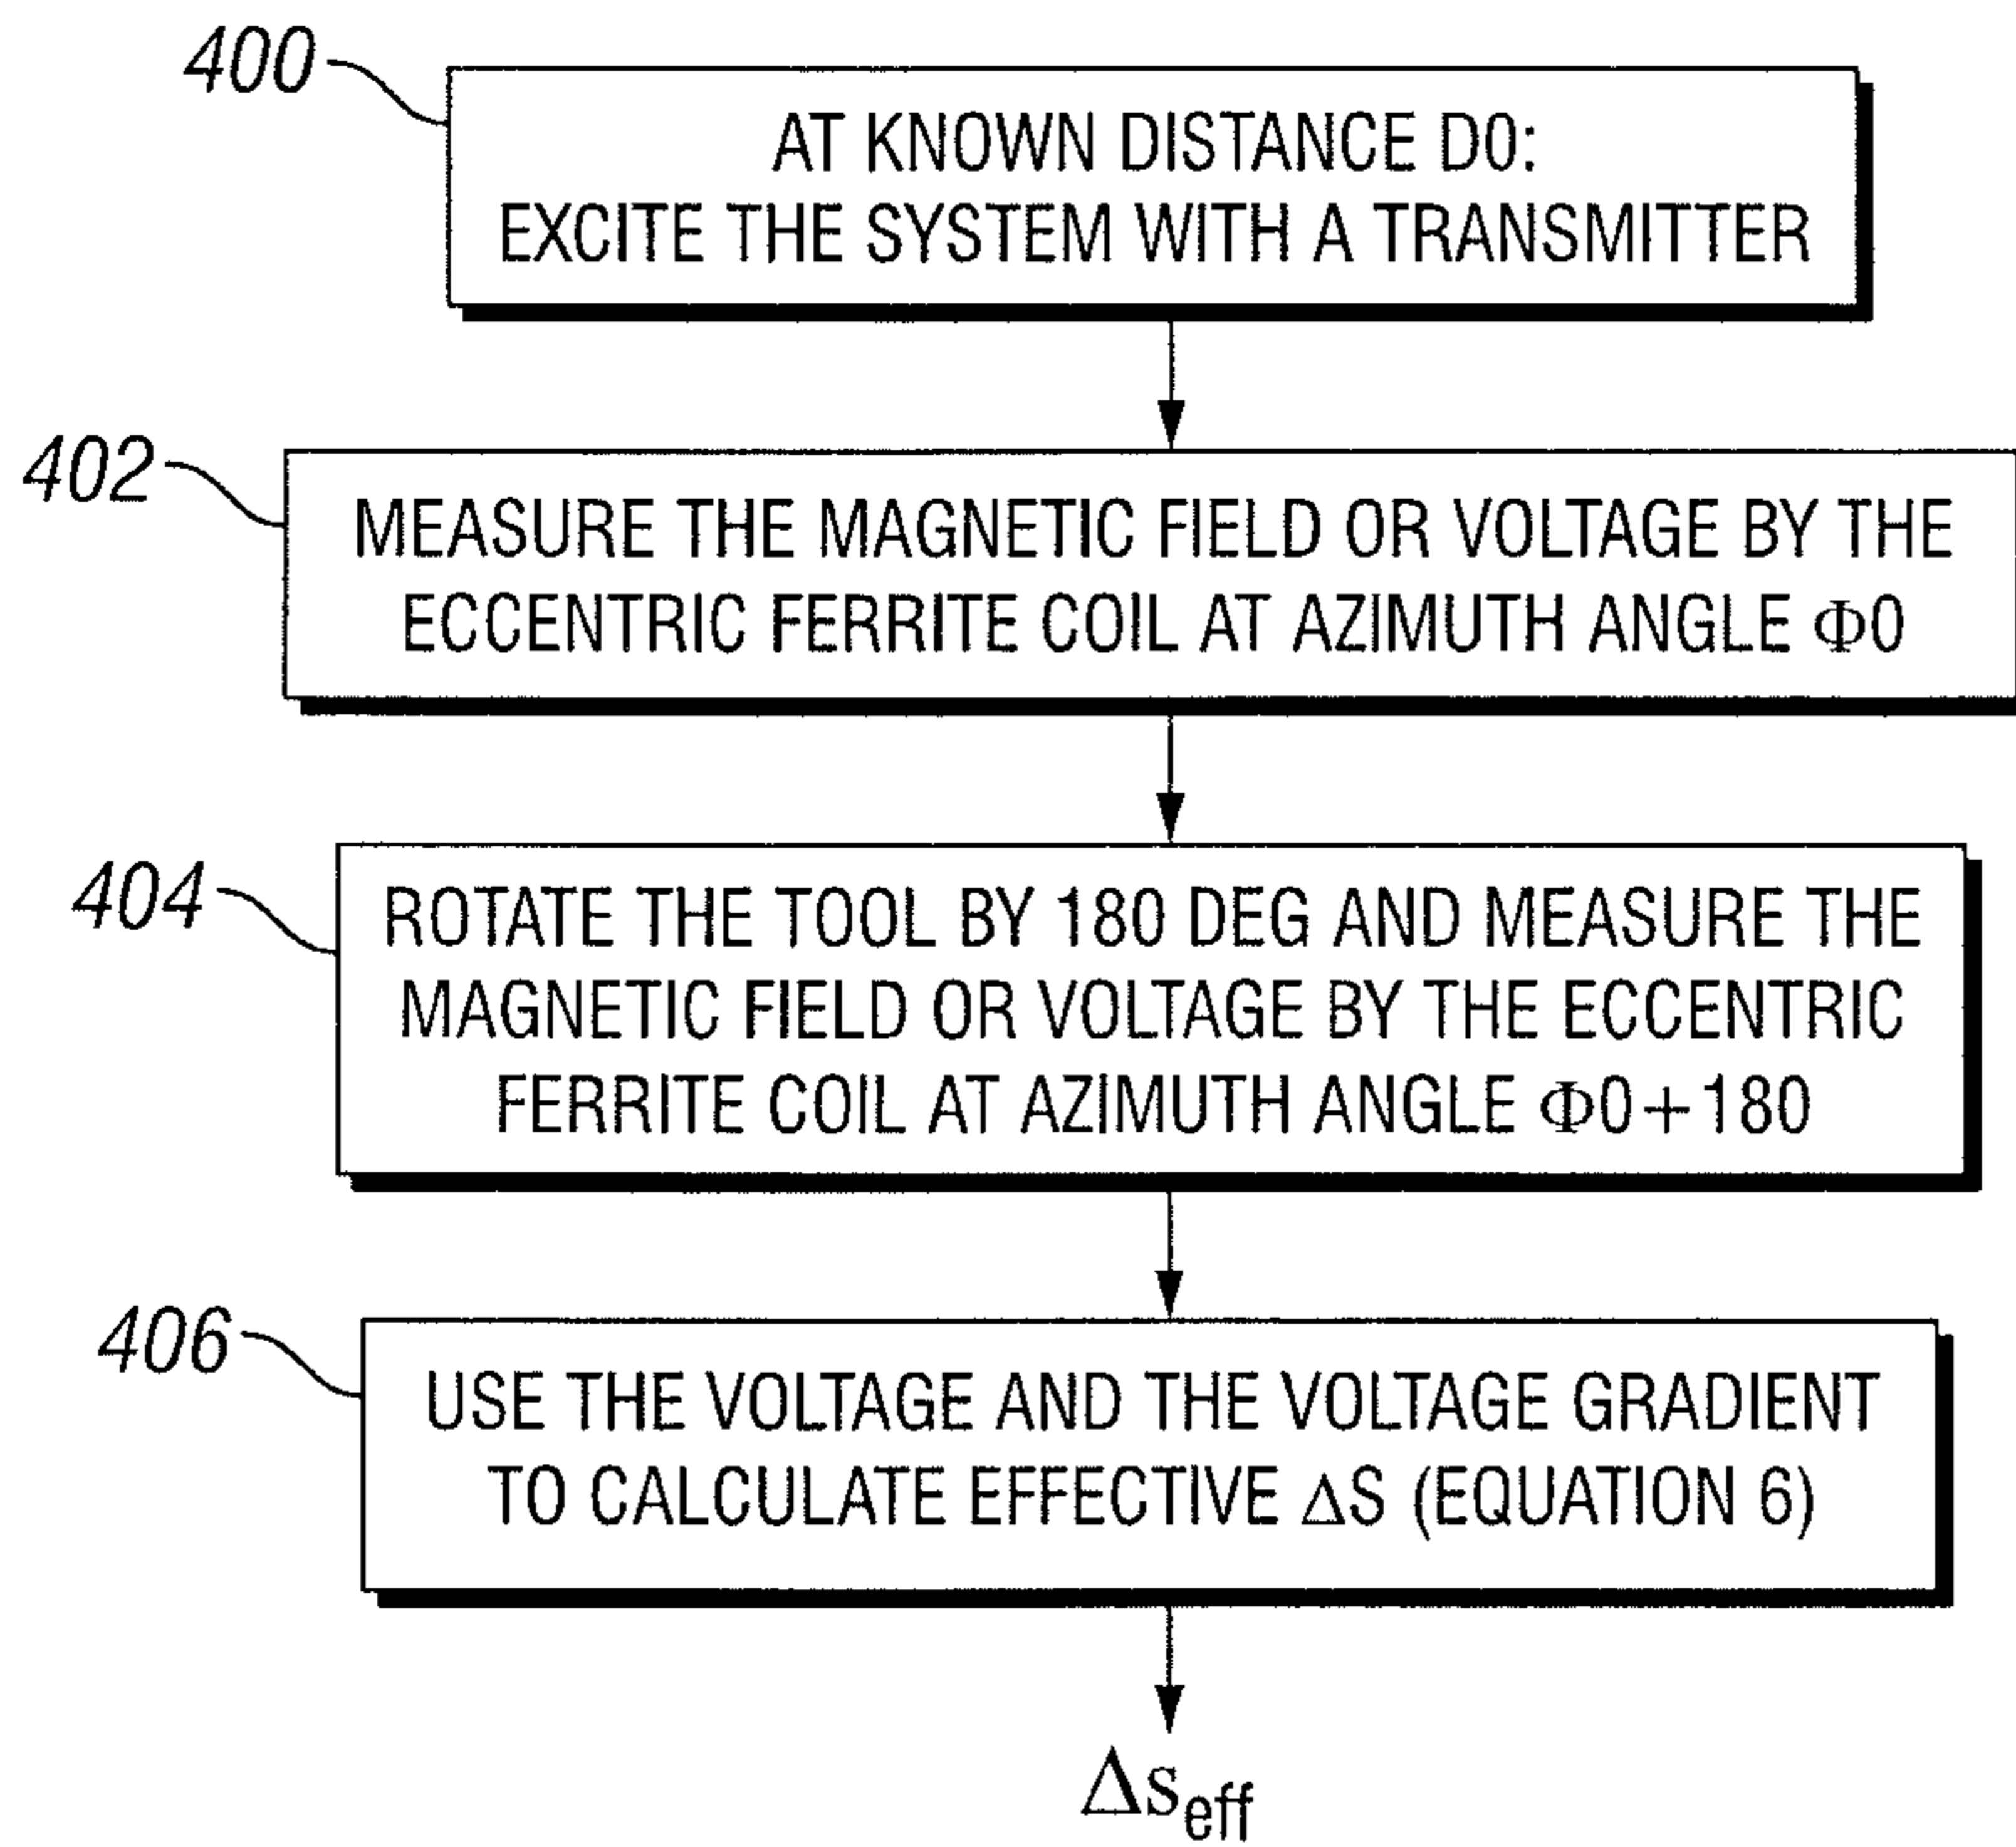 400
AT KNOWN DISTANCE D0:
EXCITE THE SYSTEM WITH A TRANSMITTER
402
MEASURE THE MAGNETIC FIELD OR VOLTAGE BY THE
ECCENTRIC FERRITE COIL AT AZIMUTH ANGLE Φ0
404
ROTATE THE TOOL BY 180 DEG AND MEASURE THE
MAGNETIC FIELD OR VOLTAGE BY THE ECCENTRIC
FERRITE COIL AT AZIMUTH ANGLE Φ0+180
406
USE THE VOLTAGE AND THE VOLTAGE GRADIENT
TO CALCULATE EFFECTIVE ΔS (EQUATION 6)
Δs_eff